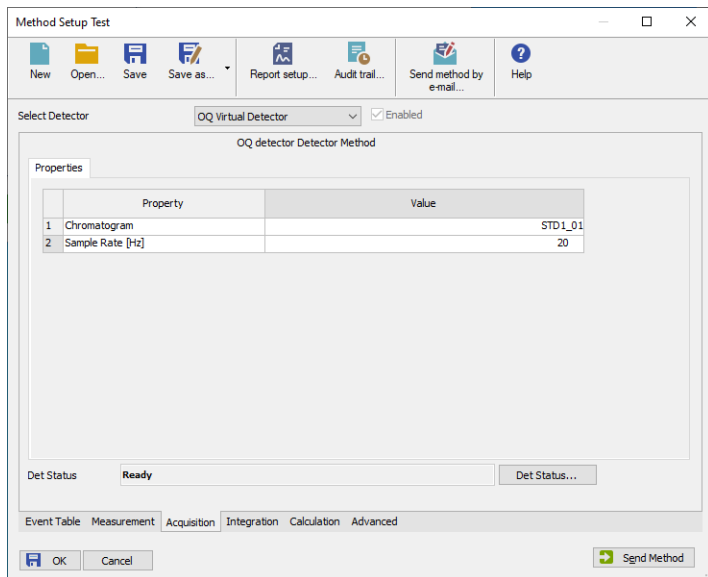 Method Setup Test
New Open... Save Save as... Report setup... Audit trail... Send method by e-mail... Help
Select Detector OQ Virtual Detector Enabled
OQ detector Detector Method
Properties
Property Value
1 Chromatogram STD1_01
2 Sample Rate [Hz] 20
Det Status Ready Det Status...
Event Table Measurement Acquisition Integration Calculation Advanced
OK Cancel Send Method